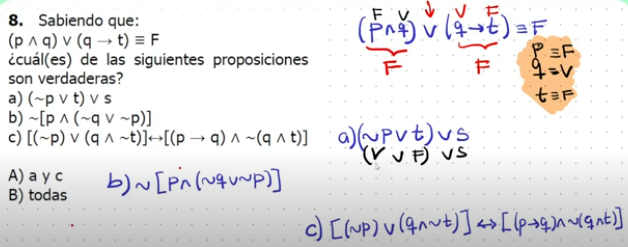 8. Sabiendo que:
(p ∧ q) ∨ (q → t) ≡ F
¿cuál(es) de las siguientes proposiciones
son verdaderas?
a) (~p ∨ t) ∨ s
b) ~[p ∧ (~q ∨ ~p)]
c) [(~p) ∨ (q ∧ ~t)]↔[(p → q) ∧ ~(q ∧ t)]
A) a y c
B) todas
F V ↓ V F
(p∧q) ∨ (q→t) ≡ F
F F
p ≡ F
q ≡ V
t ≡ F
a) (~p∨t) ∨ s
(V ∨ F) ∨ s
b) ~[p∧(~q∨~p)]
c) [(~p)∨(q∧~t)] ↔ [(p→q)∧~(q∧t)]